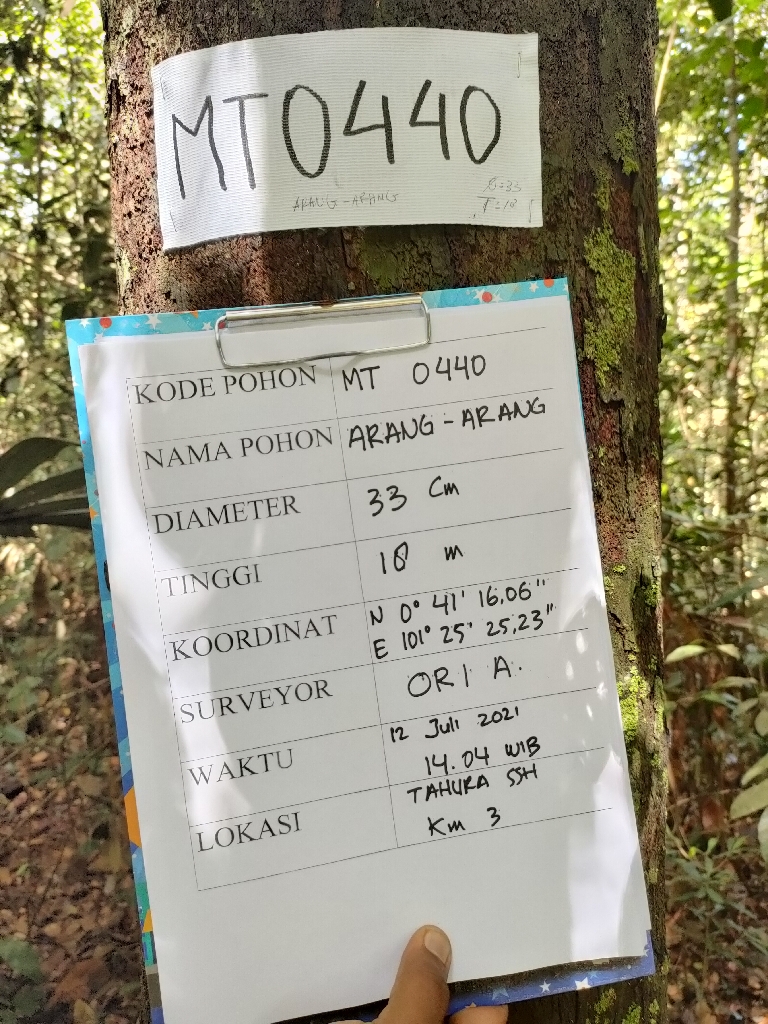 MT0440
ARANG-ARANG
D=33
T=18
KODE POHON MT 0440
NAMA POHON ARANG-ARANG
DIAMETER 33 Cm
TINGGI 18 m
KOORDINAT N 0° 41' 16,06"
E 101° 25' 25,23"
SURVEYOR ORI A.
WAKTU 12 Juli 2021
14.04 WIB
LOKASI TAHURA SSH
Km 3